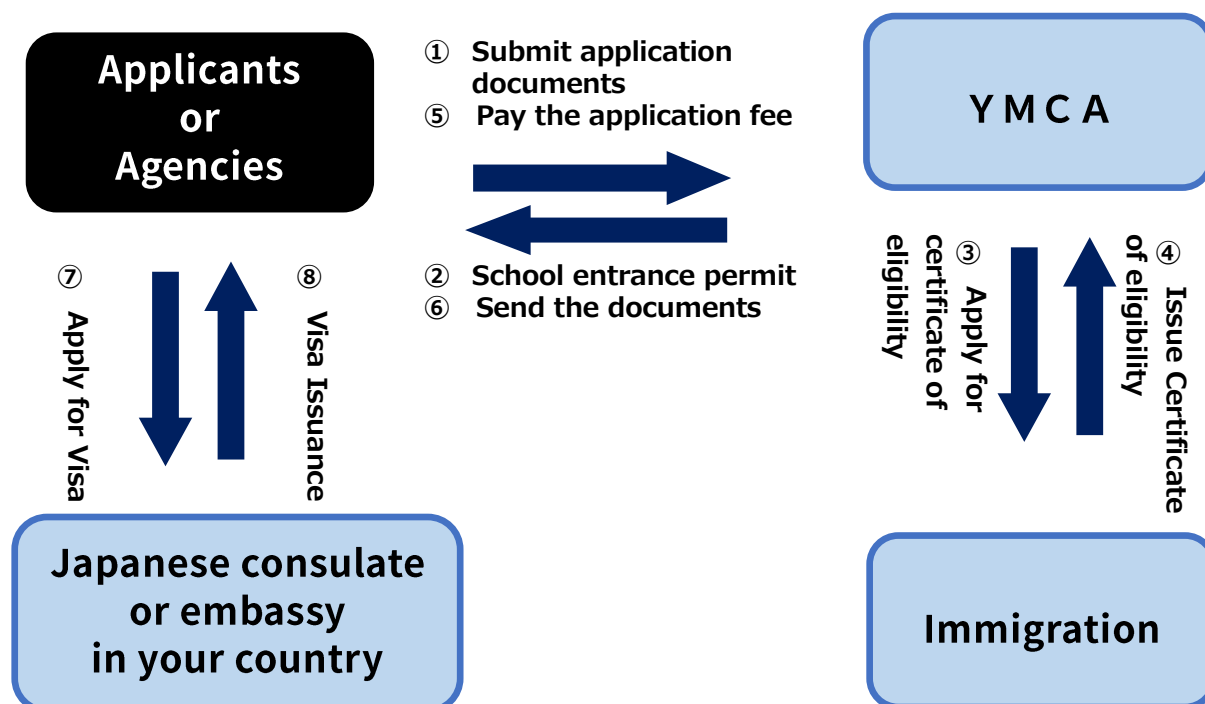 Applicants
or
Agencies
① Submit application
documents
⑤ Pay the application fee
Y M C A
② School entrance permit
⑥ Send the documents
⑦ Apply for Visa
⑧ Visa Issuance
③ Apply for
certificate of
eligibility
④ Issue Certificate
of eligibility
Japanese consulate
or embassy
in your country
Immigration